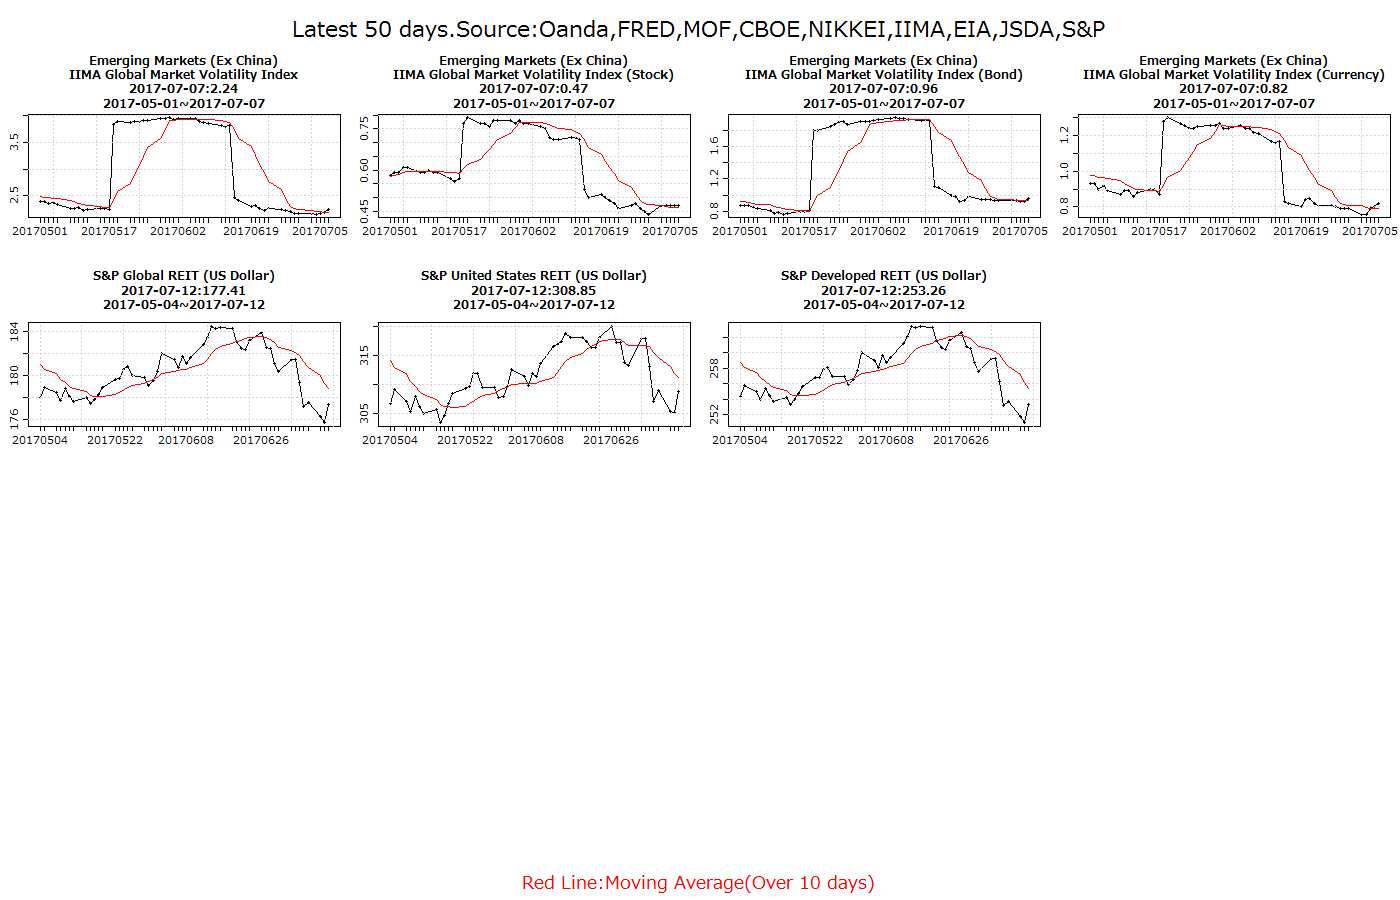 Latest 50 days.Source:Oanda,FRED,MOF,CBOE,NIKKEI,IIMA,EIA,JSDA,S&P
Emerging Markets (Ex China)
IIMA Global Market Volatility Index
2017-07-07:2.24
2017-05-01~2017-07-07
3.5
2.5
20170501 20170517 20170602 20170619 20170705
Emerging Markets (Ex China)
IIMA Global Market Volatility Index (Stock)
2017-07-07:0.47
2017-05-01~2017-07-07
0.75
0.60
0.45
20170501 20170517 20170602 20170619 20170705
Emerging Markets (Ex China)
IIMA Global Market Volatility Index (Bond)
2017-07-07:0.96
2017-05-01~2017-07-07
1.6
1.2
0.8
20170501 20170517 20170602 20170619 20170705
Emerging Markets (Ex China)
IIMA Global Market Volatility Index (Currency)
2017-07-07:0.82
2017-05-01~2017-07-07
1.2
1.0
0.8
20170501 20170517 20170602 20170619 20170705
S&P Global REIT (US Dollar)
2017-07-12:177.41
2017-05-04~2017-07-12
184
180
176
20170504 20170522 20170608 20170626
S&P United States REIT (US Dollar)
2017-07-12:308.85
2017-05-04~2017-07-12
315
305
20170504 20170522 20170608 20170626
S&P Developed REIT (US Dollar)
2017-07-12:253.26
2017-05-04~2017-07-12
258
252
20170504 20170522 20170608 20170626
Red Line:Moving Average(Over 10 days)